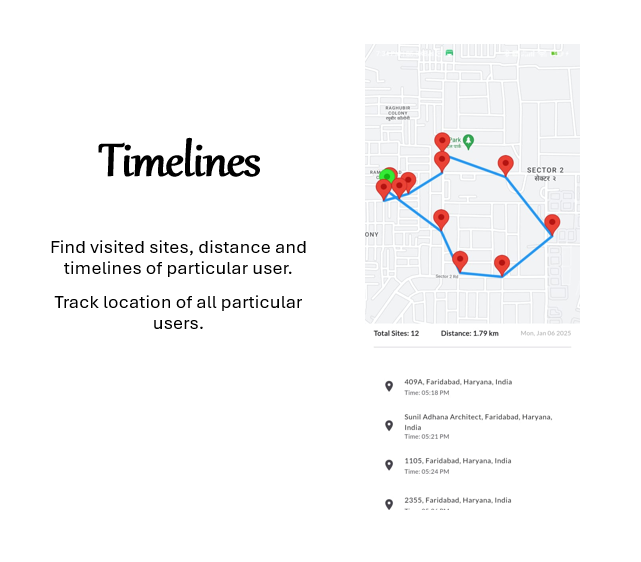 Timelines
Find visited sites, distance and
timelines of particular user.
Track location of all particular
users.
RAGHUBIR
COLONY
रघुबीर कॉलोनी
Park
SECTOR 2
सेक्टर २
ONY
Sector 2 Rd
Total Sites: 12
Distance: 1.79 km
Mon, Jan 06 2025
409A, Faridabad, Haryana, India
Time: 05:18 PM
Sunil Adhana Architect, Faridabad, Haryana,
India
Time: 05:21 PM
1105, Faridabad, Haryana, India
Time: 05:24 PM
2355, Faridabad, Haryana, India